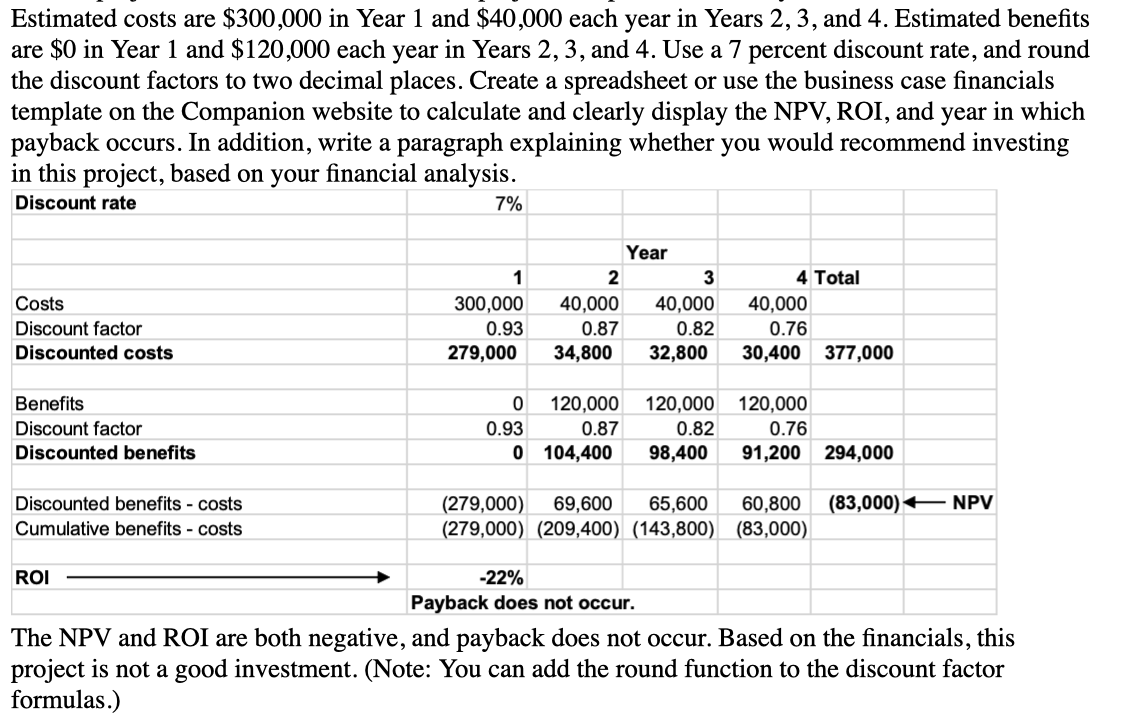 Estimated costs are $300,000 in Year 1 and $40,000 each year in Years 2, 3, and 4. Estimated benefits
are $0 in Year 1 and $120,000 each year in Years 2, 3, and 4. Use a 7 percent discount rate, and round
the discount factors to two decimal places. Create a spreadsheet or use the business case financials
template on the Companion website to calculate and clearly display the NPV, ROI, and year in which
payback occurs. In addition, write a paragraph explaining whether you would recommend investing
in this project, based on your financial analysis.
Discount rate 7%
Year
1 2 3 4 Total
Costs 300,000 40,000 40,000 40,000
Discount factor 0.93 0.87 0.82 0.76
Discounted costs 279,000 34,800 32,800 30,400 377,000
Benefits 0 120,000 120,000 120,000
Discount factor 0.93 0.87 0.82 0.76
Discounted benefits 0 104,400 98,400 91,200 294,000
Discounted benefits - costs (279,000) 69,600 65,600 60,800 (83,000) NPV
Cumulative benefits - costs (279,000) (209,400) (143,800) (83,000)
ROI -22%
Payback does not occur.
The NPV and ROI are both negative, and payback does not occur. Based on the financials, this
project is not a good investment. (Note: You can add the round function to the discount factor
formulas.)